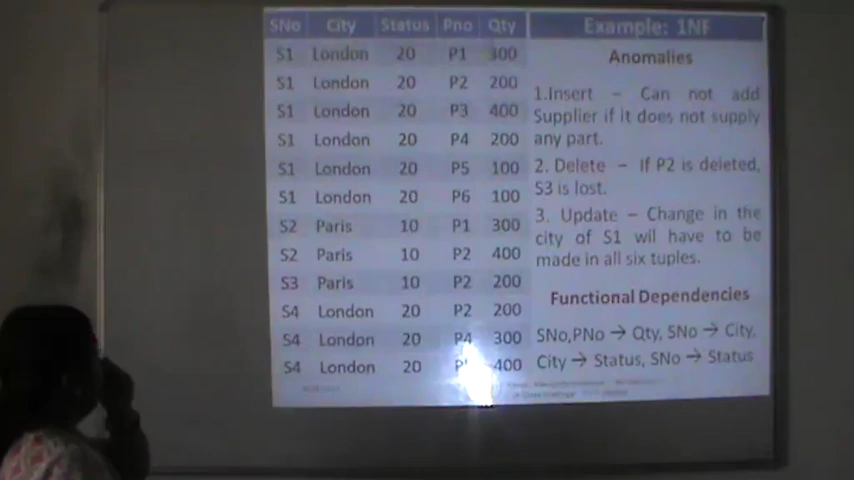 SNo City Status Pno Qty
S1 London 20 P1 300
S1 London 20 P2 200
S1 London 20 P3 400
S1 London 20 P4 200
S1 London 20 P5 100
S1 London 20 P6 100
S2 Paris 10 P1 300
S2 Paris 10 P2 400
S3 Paris 10 P2 200
S4 London 20 P2 200
S4 London 20 P4 300
S4 London 20 400
Example: 1NF
Anomalies
1.Insert – Can not add
Supplier if it does not supply
any part.
2. Delete – If P2 is deleted,
S3 is lost.
3. Update – Change in the
city of S1 wil have to be
made in all six tuples.
Functional Dependencies
SNo,PNo → Qty, SNo → City,
City → Status, SNo → Status